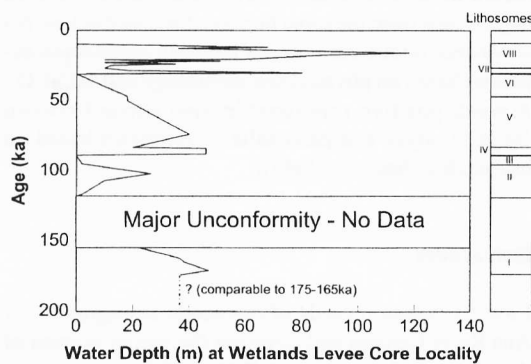 Lithosomes
0
VIII
VII
VI
50
V
Age (ka)
IV
III
100
II
Major Unconformity - No Data
150
I
? (comparable to 175-165ka)
200
0 20 40 60 80 100 120 140
Water Depth (m) at Wetlands Levee Core Locality